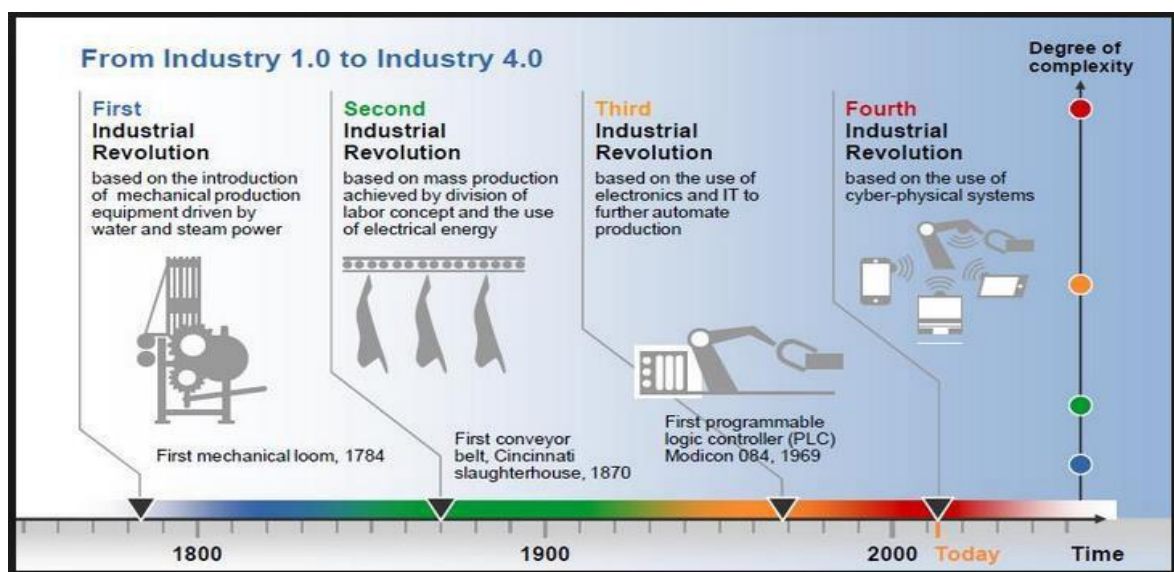 From Industry 1.0 to Industry 4.0
Degree of
complexity
First
Industrial
Revolution
based on the introduction
of mechanical production
equipment driven by
water and steam power
Second
Industrial
Revolution
based on mass production
achieved by division of
labor concept and the use
of electrical energy
Third
Industrial
Revolution
based on the use of
electronics and IT to
further automate
production
Fourth
Industrial
Revolution
based on the use of
cyber-physical systems
First mechanical loom, 1784
First conveyor
belt, Cincinnati
slaughterhouse, 1870
First programmable
logic controller (PLC)
Modicon 084, 1969
1800
1900
2000
Today
Time